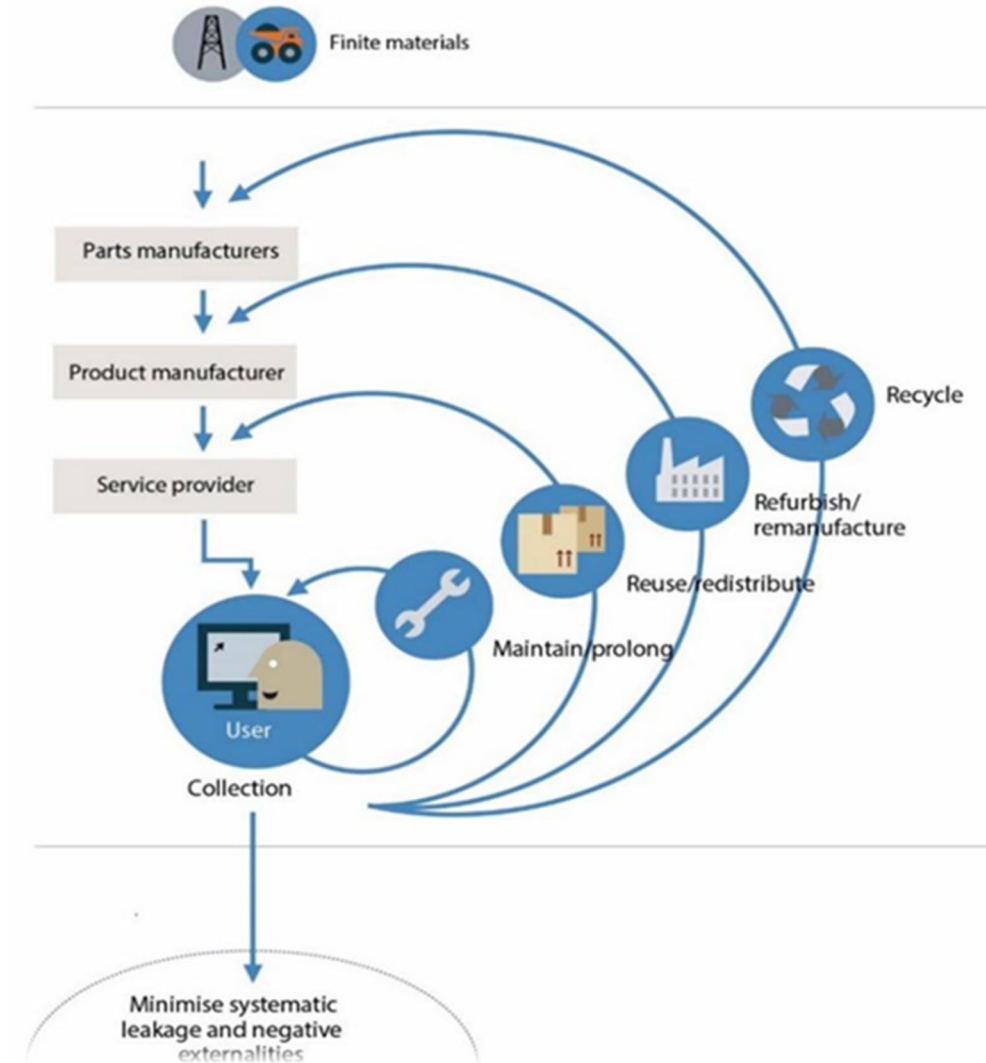 Finite materials
Parts manufacturers
Product manufacturer
Service provider
Recycle
Refurbish/
remanufacture
Reuse/redistribute
Maintain/prolong
User
Collection
Minimise systematic
leakage and negative
externalities